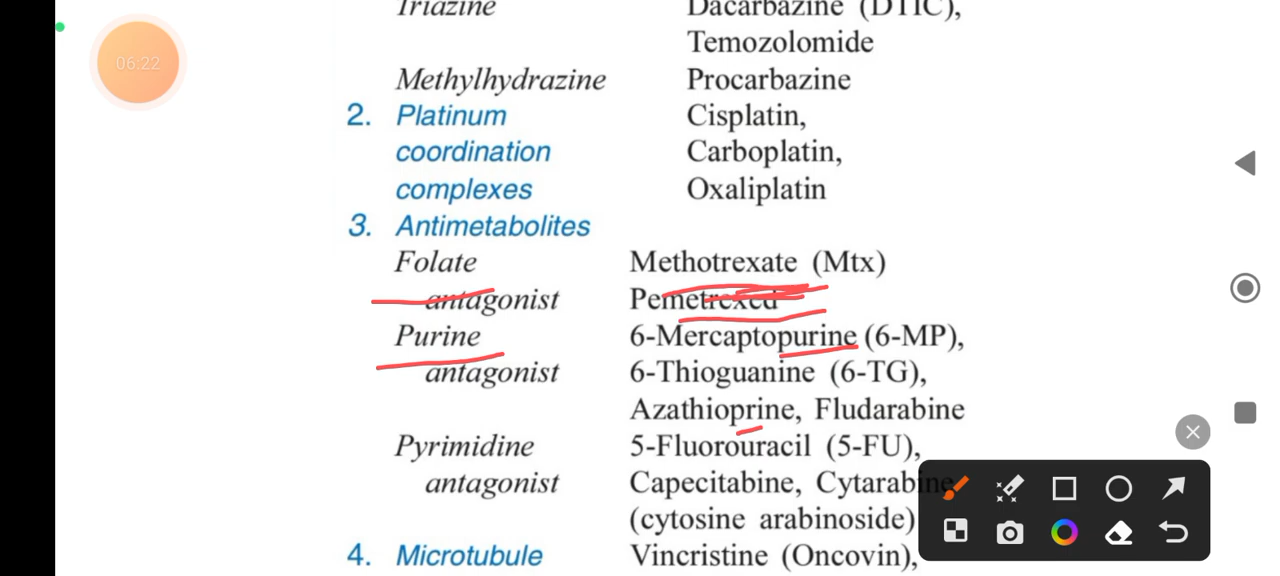 06:22
Triazine Dacarbazine (DTIC),
Temozolomide
Methylhydrazine Procarbazine
2. Platinum Cisplatin,
coordination Carboplatin,
complexes Oxaliplatin
3. Antimetabolites
Folate Methotrexate (Mtx)
antagonist Pemetrexed
Purine 6-Mercaptopurine (6-MP),
antagonist 6-Thioguanine (6-TG),
Azathioprine, Fludarabine
Pyrimidine 5-Fluorouracil (5-FU),
antagonist Capecitabine, Cytarabine
(cytosine arabinoside)
4. Microtubule Vincristine (Oncovin),